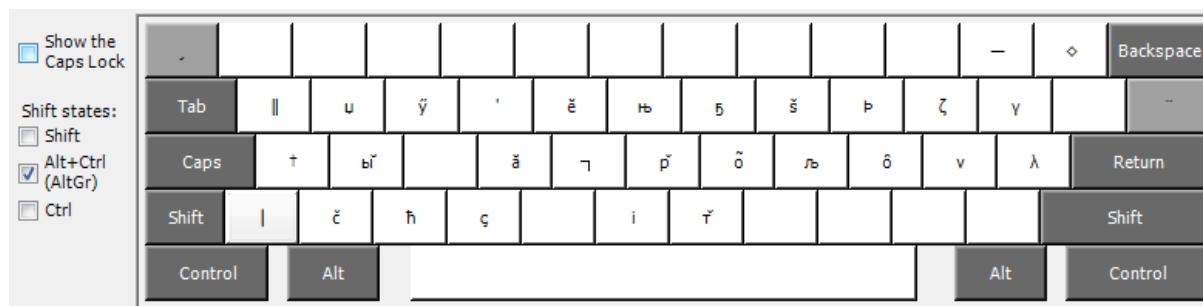 Show the Caps Lock
Shift states:
Shift
Alt+Ctrl (AltGr)
Ctrl
— ◇ Backspace
Tab ǁ џ ў̋ ' ĕ њ ҕ š Ϸ ζ γ ¨
Caps † ы̆ ă ┐ р̌ õ љ ô ν λ Return
Shift | č ħ ç i т̌ Shift
Control Alt Alt Control